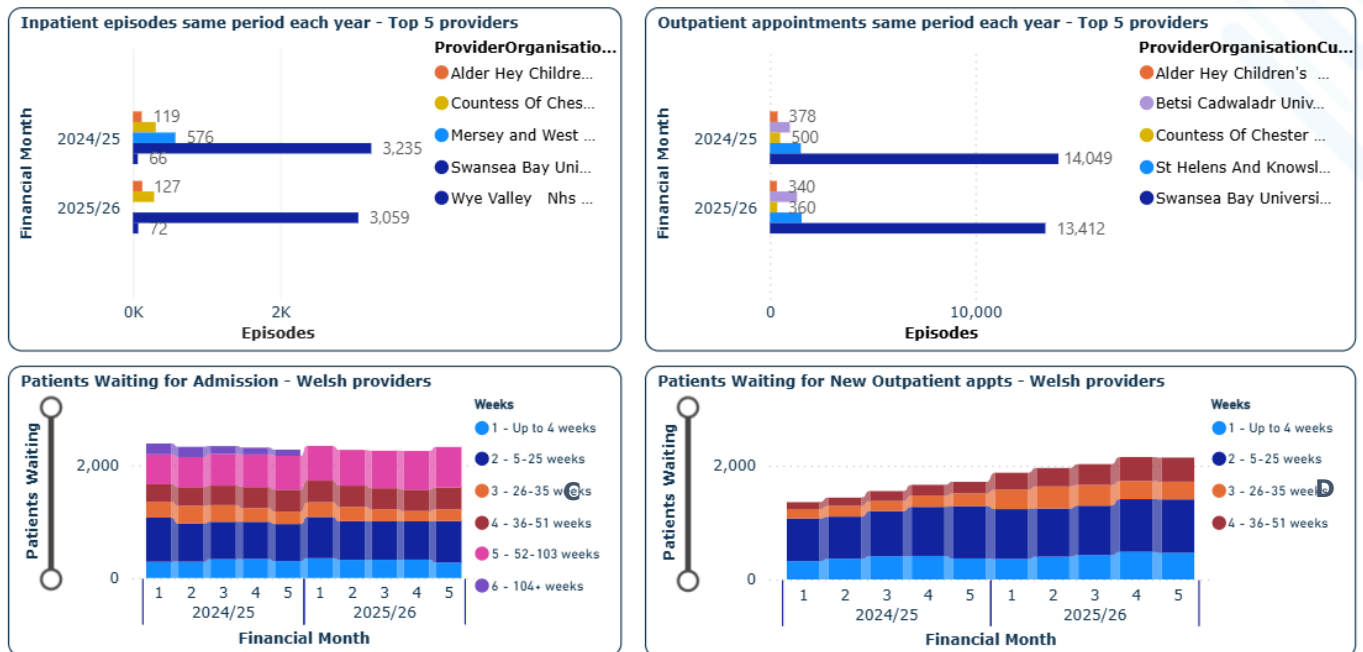 Inpatient episodes same period each year - Top 5 providers
ProviderOrganisatio...
Alder Hey Childre...
Countess Of Ches...
Mersey and West ...
Swansea Bay Uni...
Wye Valley Nhs ...
Financial Month
2024/25
119
576
3,235
66
2025/26
127
3,059
72
0K 2K
Episodes
Outpatient appointments same period each year - Top 5 providers
ProviderOrganisationCu...
Alder Hey Children's ...
Betsi Cadwaladr Univ...
Countess Of Chester ...
St Helens And Knowsl...
Swansea Bay Universi...
Financial Month
2024/25
378
500
14,049
2025/26
340
360
13,412
0 10,000
Episodes
Patients Waiting for Admission - Welsh providers
Weeks
1 - Up to 4 weeks
2 - 5-25 weeks
3 - 26-35 weeks
C
4 - 36-51 weeks
5 - 52-103 weeks
6 - 104+ weeks
Patients Waiting
2,000
0
1 2 3 4 5 1 2 3 4 5
2024/25 2025/26
Financial Month
Patients Waiting for New Outpatient appts - Welsh providers
Weeks
1 - Up to 4 weeks
2 - 5-25 weeks
3 - 26-35 weeks
D
4 - 36-51 weeks
Patients Waiting
2,000
0
1 2 3 4 5 1 2 3 4 5
2024/25 2025/26
Financial Month